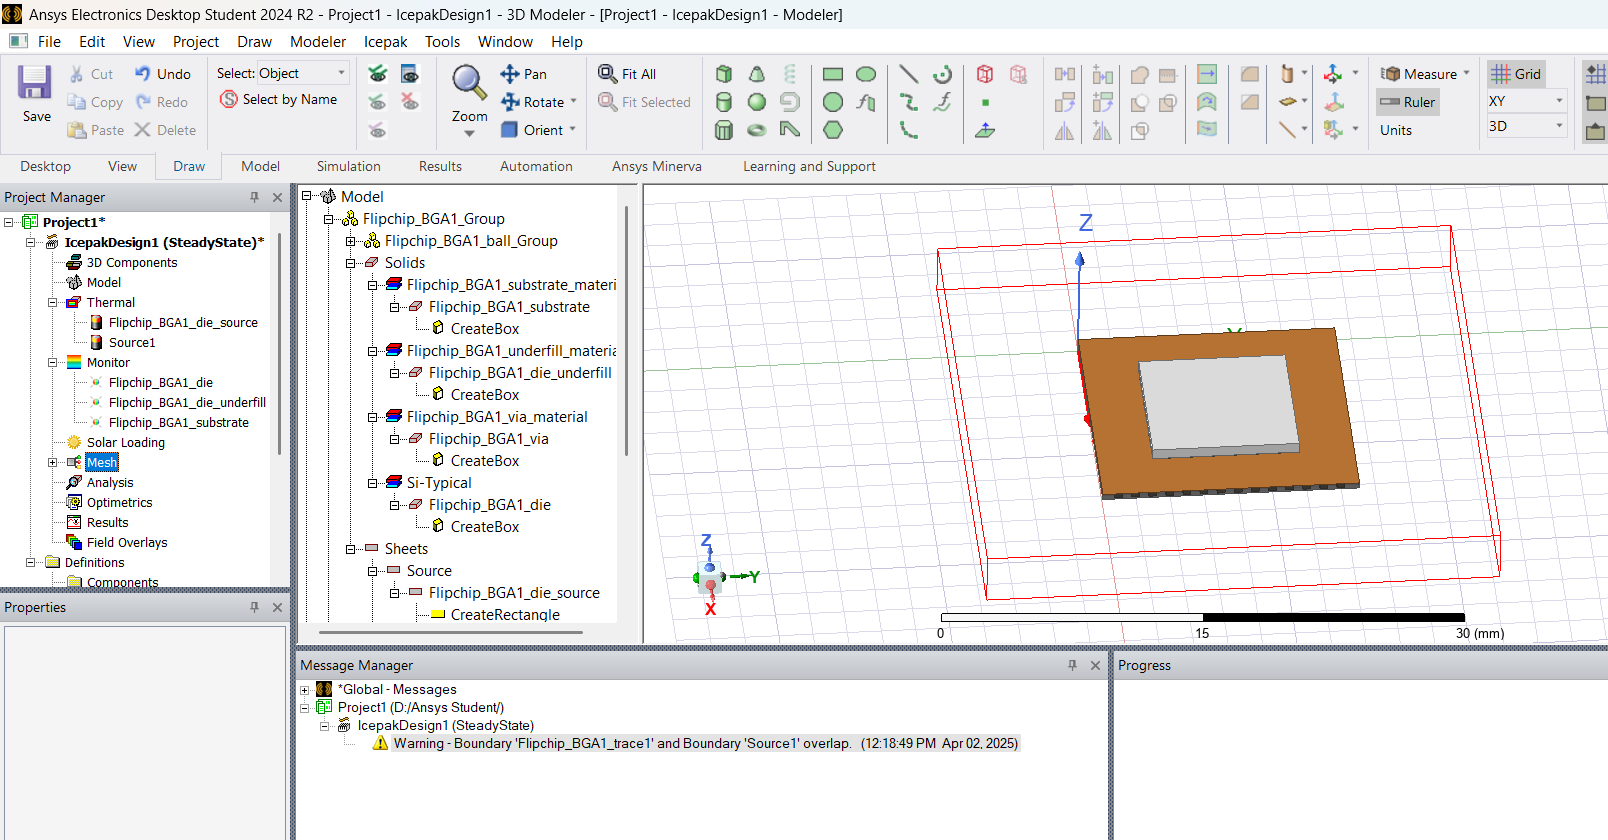 Ansys Electronics Desktop Student 2024 R2 - Project1 - IcepakDesign1 - 3D Modeler - [Project1 - IcepakDesign1 - Modeler]
File Edit View Project Draw Modeler Icepak Tools Window Help
Save
Cut
Copy
Paste
Undo
Redo
Delete
Select: Object
Select by Name
Zoom
Pan
Rotate
Orient
Fit All
Fit Selected
Measure
Ruler
Units
Grid
XY
3D
Desktop View Draw Model Simulation Results Automation Ansys Minerva Learning and Support
Project Manager
Project1*
IcepakDesign1 (SteadyState)*
3D Components
Model
Thermal
Flipchip_BGA1_die_source
Source1
Monitor
Flipchip_BGA1_die
Flipchip_BGA1_die_underfill
Flipchip_BGA1_substrate
Solar Loading
Mesh
Analysis
Optimetrics
Results
Field Overlays
Definitions
Components
Properties
Model
Flipchip_BGA1_Group
Flipchip_BGA1_ball_Group
Solids
Flipchip_BGA1_substrate_materi
Flipchip_BGA1_substrate
CreateBox
Flipchip_BGA1_underfill_materia
Flipchip_BGA1_die_underfill
CreateBox
Flipchip_BGA1_via_material
Flipchip_BGA1_via
CreateBox
Si-Typical
Flipchip_BGA1_die
CreateBox
Sheets
Source
Flipchip_BGA1_die_source
CreateRectangle
Z
Z
Y
X
0 15 30 (mm)
Message Manager
*Global - Messages
Project1 (D:/Ansys Student/)
IcepakDesign1 (SteadyState)
Warning - Boundary 'Flipchip_BGA1_trace1' and Boundary 'Source1' overlap. (12:18:49 PM Apr 02, 2025)
Progress